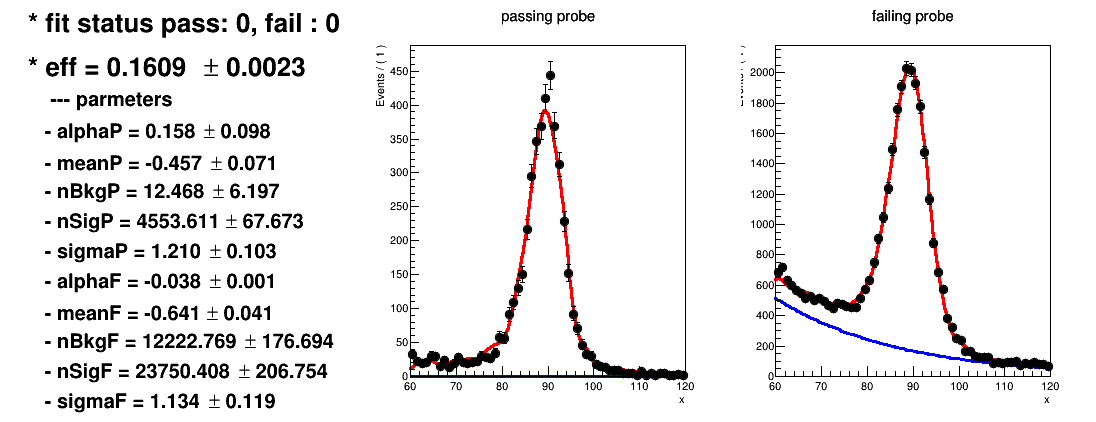 * fit status pass: 0, fail : 0
* eff = 0.1609 ± 0.0023
--- parmeters
- alphaP = 0.158 ± 0.098
- meanP = -0.457 ± 0.071
- nBkgP = 12.468 ± 6.197
- nSigP = 4553.611 ± 67.673
- sigmaP = 1.210 ± 0.103
- alphaF = -0.038 ± 0.001
- meanF = -0.641 ± 0.041
- nBkgF = 12222.769 ± 176.694
- nSigF = 23750.408 ± 206.754
- sigmaF = 1.134 ± 0.119
passing probe
Events / ( 1 )
450
400
350
300
250
200
150
100
50
0
60 70 80 90 100 110 120
x
failing probe
2000
1800
1600
1400
1200
1000
800
600
400
200
0
60 70 80 90 100 110 120
x